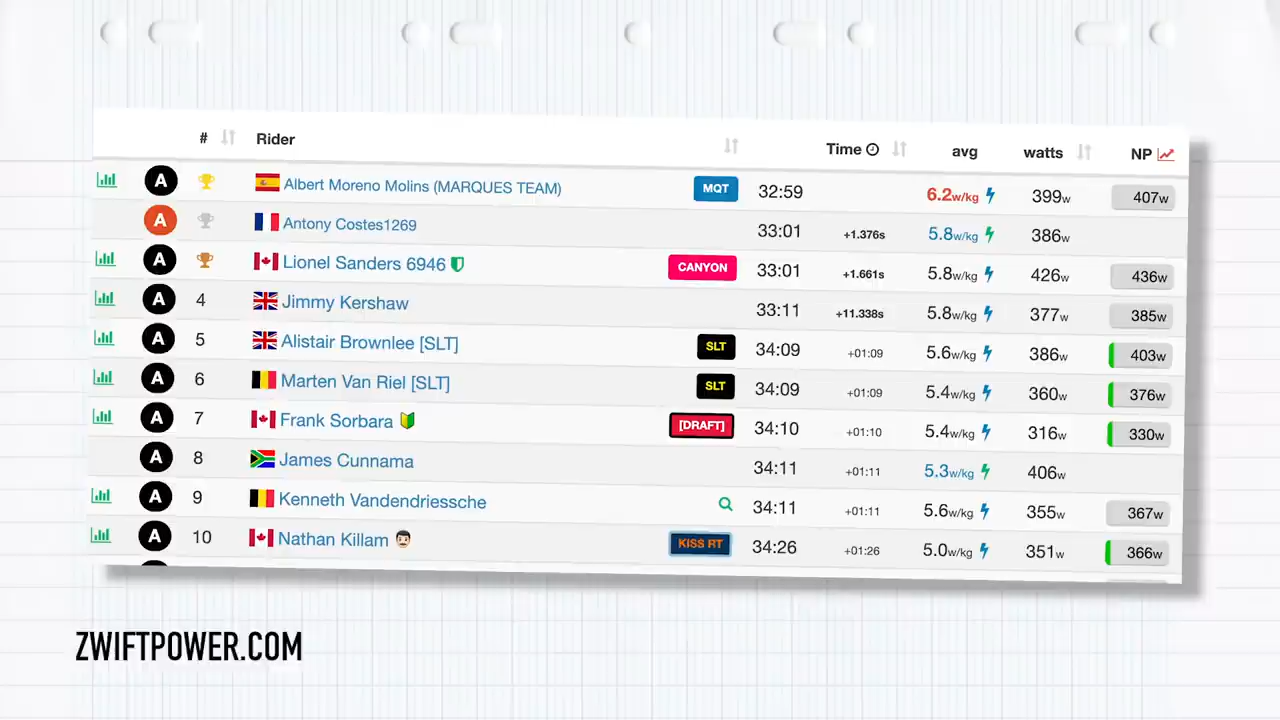 # Rider Time avg watts NP
A Albert Moreno Molins (MARQUES TEAM) MQT 32:59 6.2w/kg 399w 407w
A Antony Costes1269 33:01 +1.376s 5.8w/kg 386w
A Lionel Sanders 6946 CANYON 33:01 +1.661s 5.8w/kg 426w 436w
A 4 Jimmy Kershaw 33:11 +11.338s 5.8w/kg 377w 385w
A 5 Alistair Brownlee [SLT] SLT 34:09 +01:09 5.6w/kg 386w 403w
A 6 Marten Van Riel [SLT] SLT 34:09 +01:09 5.4w/kg 360w 376w
A 7 Frank Sorbara [DRAFT] 34:10 +01:10 5.4w/kg 316w 330w
A 8 James Cunnama 34:11 +01:11 5.3w/kg 406w
A 9 Kenneth Vandendriessche 34:11 +01:11 5.6w/kg 355w 367w
A 10 Nathan Killam KISS RT 34:26 +01:26 5.0w/kg 351w 366w
ZWIFTPOWER.COM